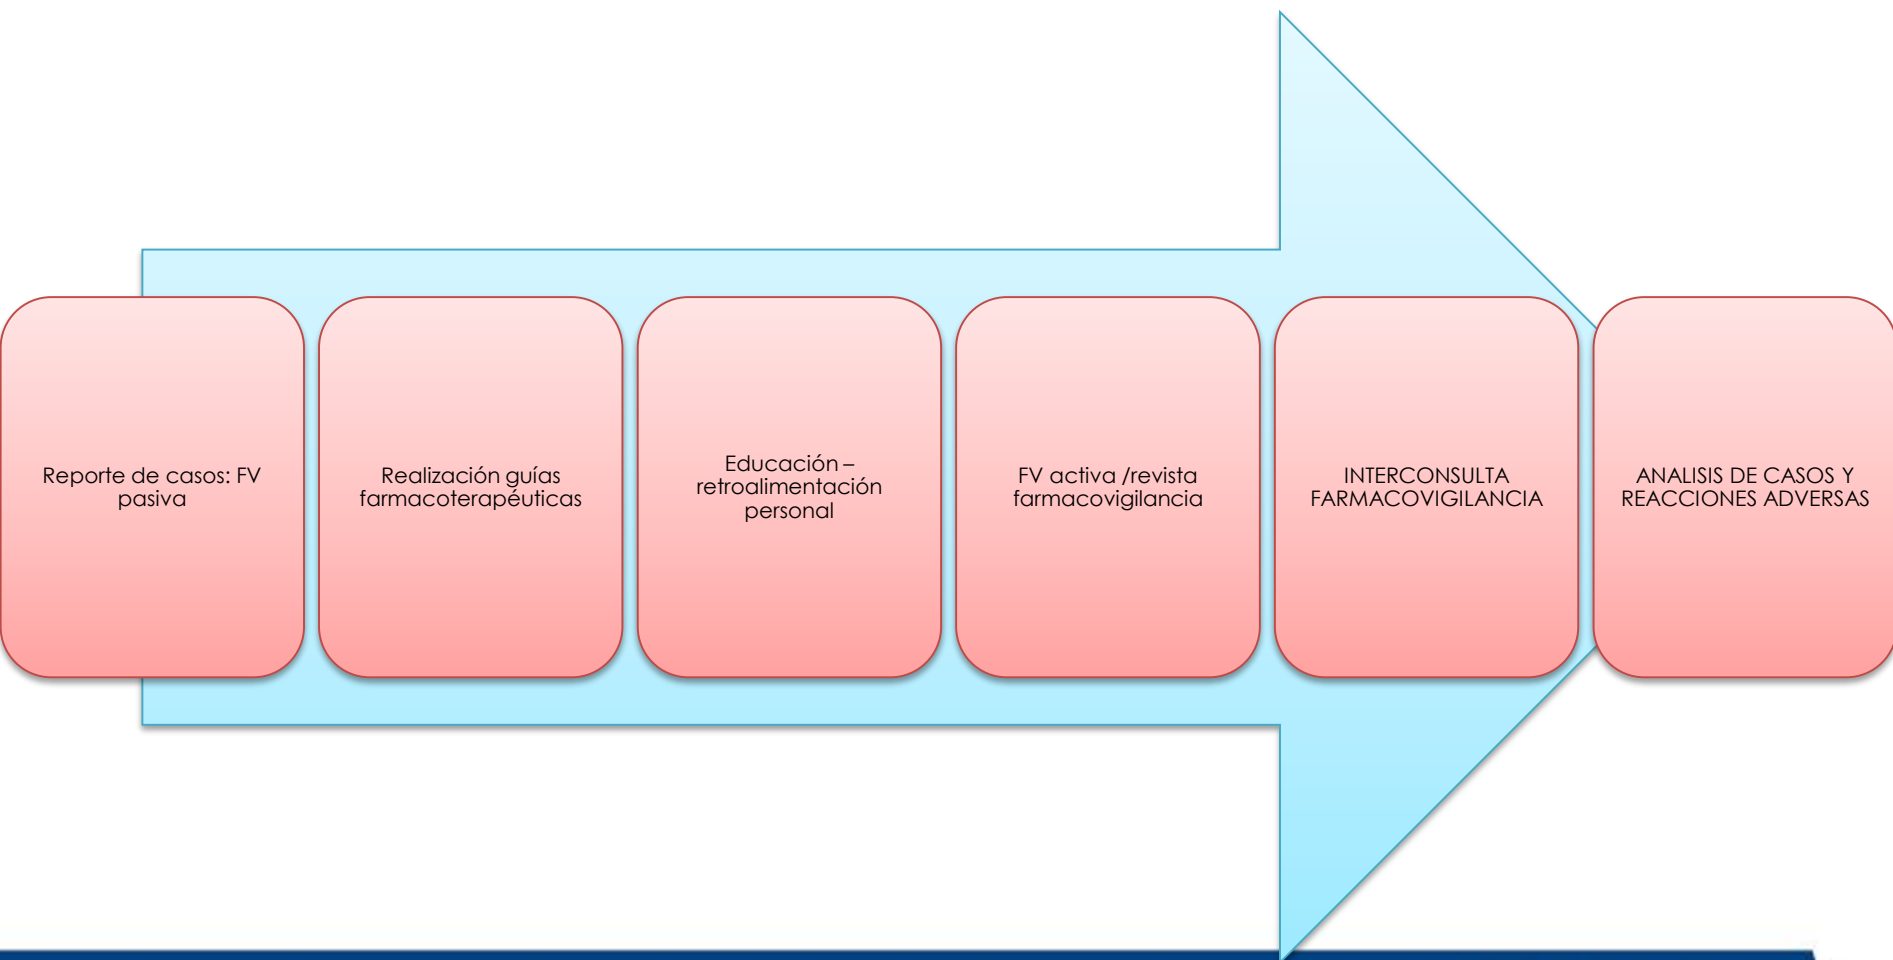 Reporte de casos: FV
pasiva
Realización guías
farmacoterapéuticas
Educación –
retroalimentación
personal
FV activa /revista
farmacovigilancia
INTERCONSULTA
FARMACOVIGILANCIA
ANALISIS DE CASOS Y
REACCIONES ADVERSAS